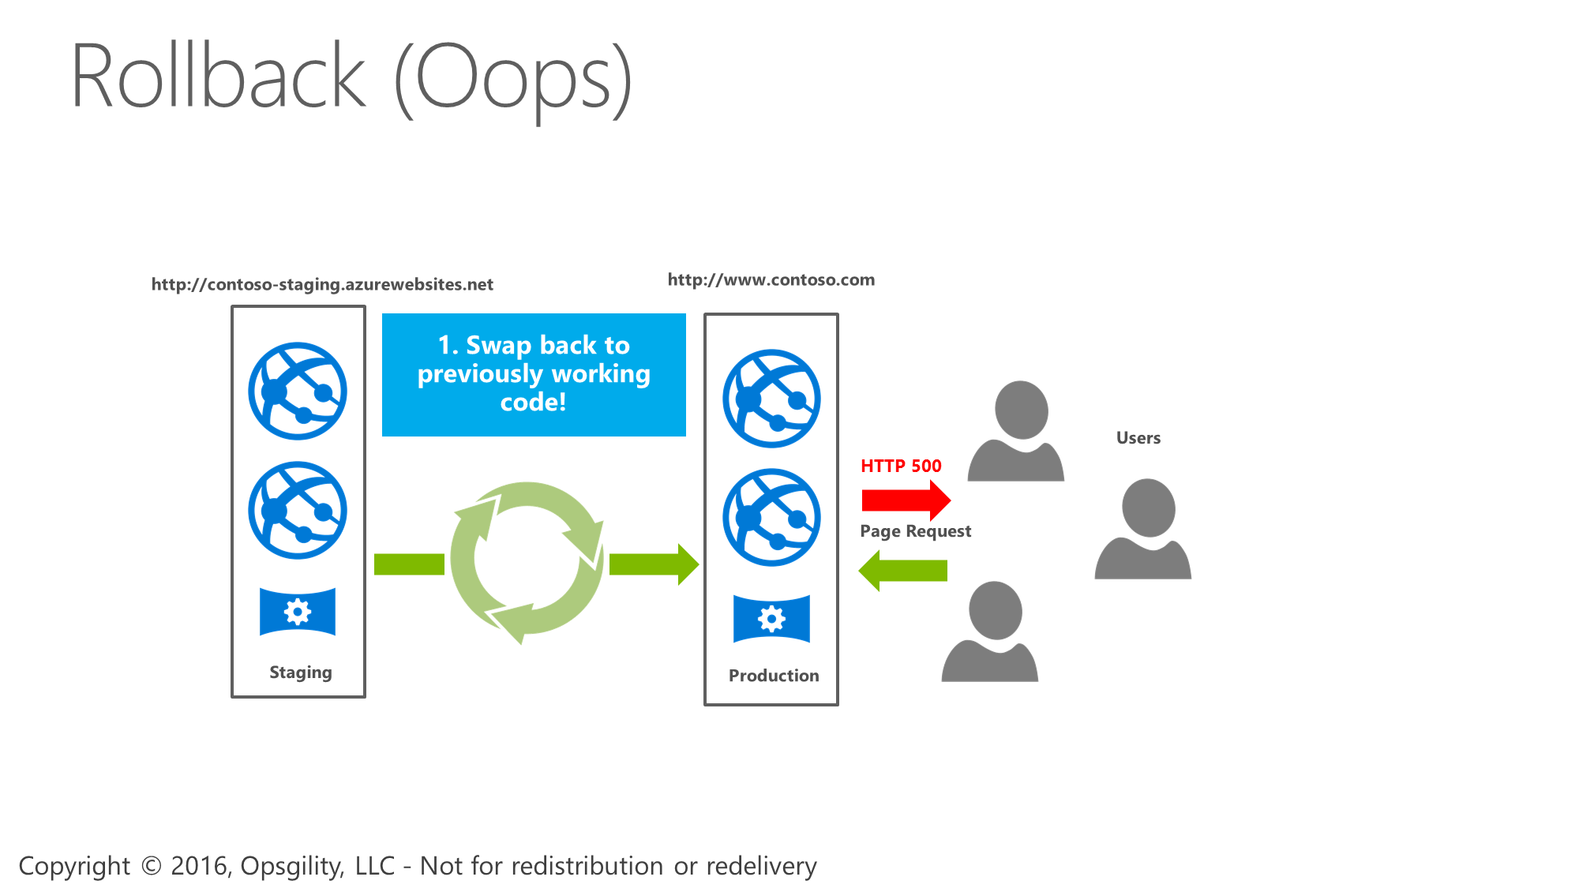 Rollback (Oops)
http://contoso-staging.azurewebsites.net
http://www.contoso.com
1. Swap back to
previously working
code!
Users
HTTP 500
Page Request
Staging
Production
Copyright © 2016, Opsgility, LLC - Not for redistribution or redelivery